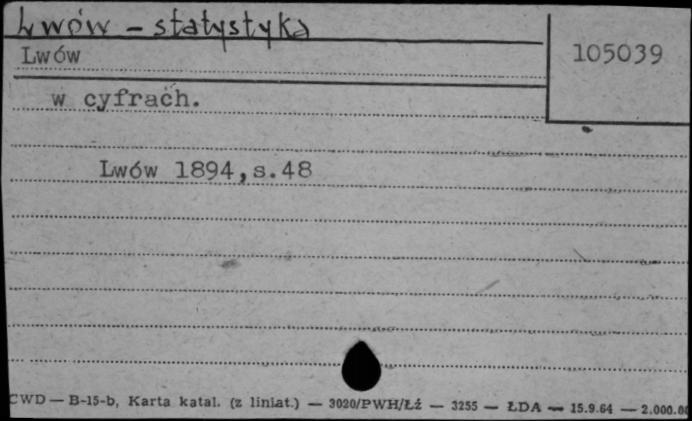 Lwów – statystyka
Lwów
105039
w cyfrach.
Lwów 1894,s.48
CWD — B-15-b, Karta katal. (z liniat.) — 3020/PWH/Łź — 3255 — ŁDA — 15.9.64 — 2.000.00